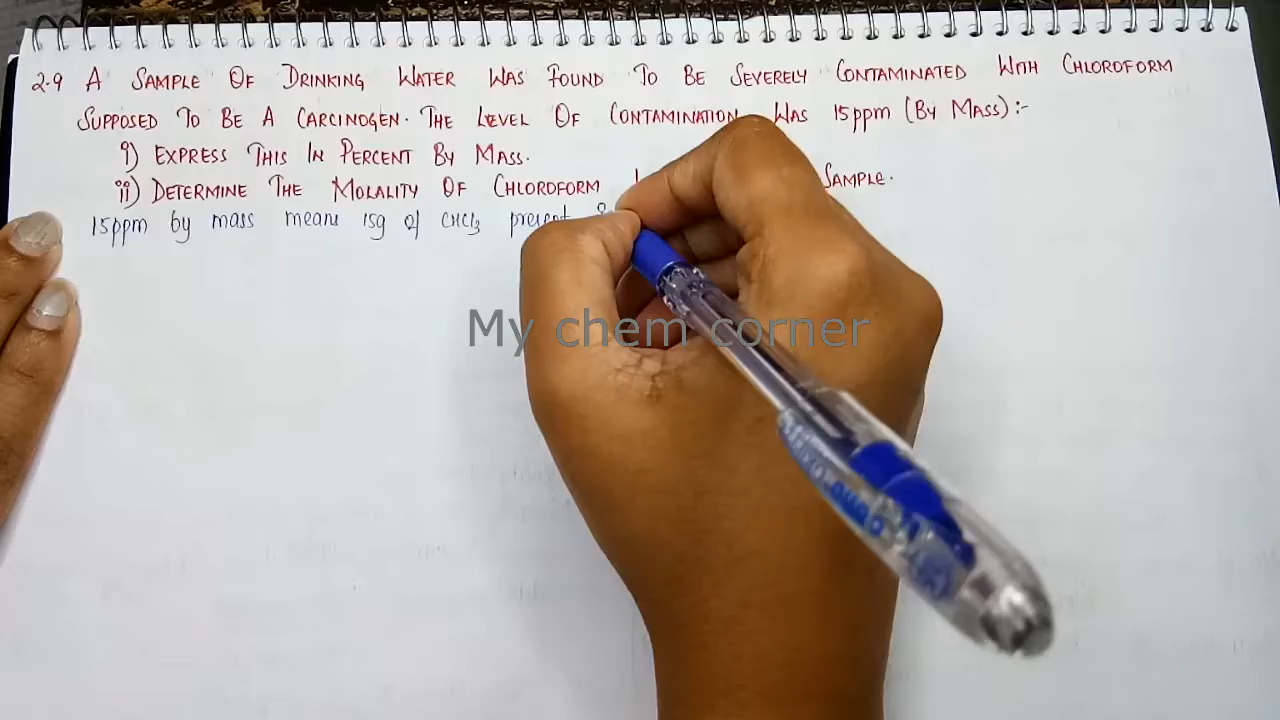 2.9 A SAMPLE OF DRINKING WATER WAS FOUND TO BE SEVERELY CONTAMINATED WITH CHLOROFORM
SUPPOSED TO BE A CARCINOGEN. THE LEVEL OF CONTAMINATION WAS 15ppm (BY MASS):-
i) EXPRESS THIS IN PERCENT BY MASS.
ii) DETERMINE THE MOLALITY OF CHLOROFORM SAMPLE.
15ppm by mass means 15g of CHCl3 present
My chem corner